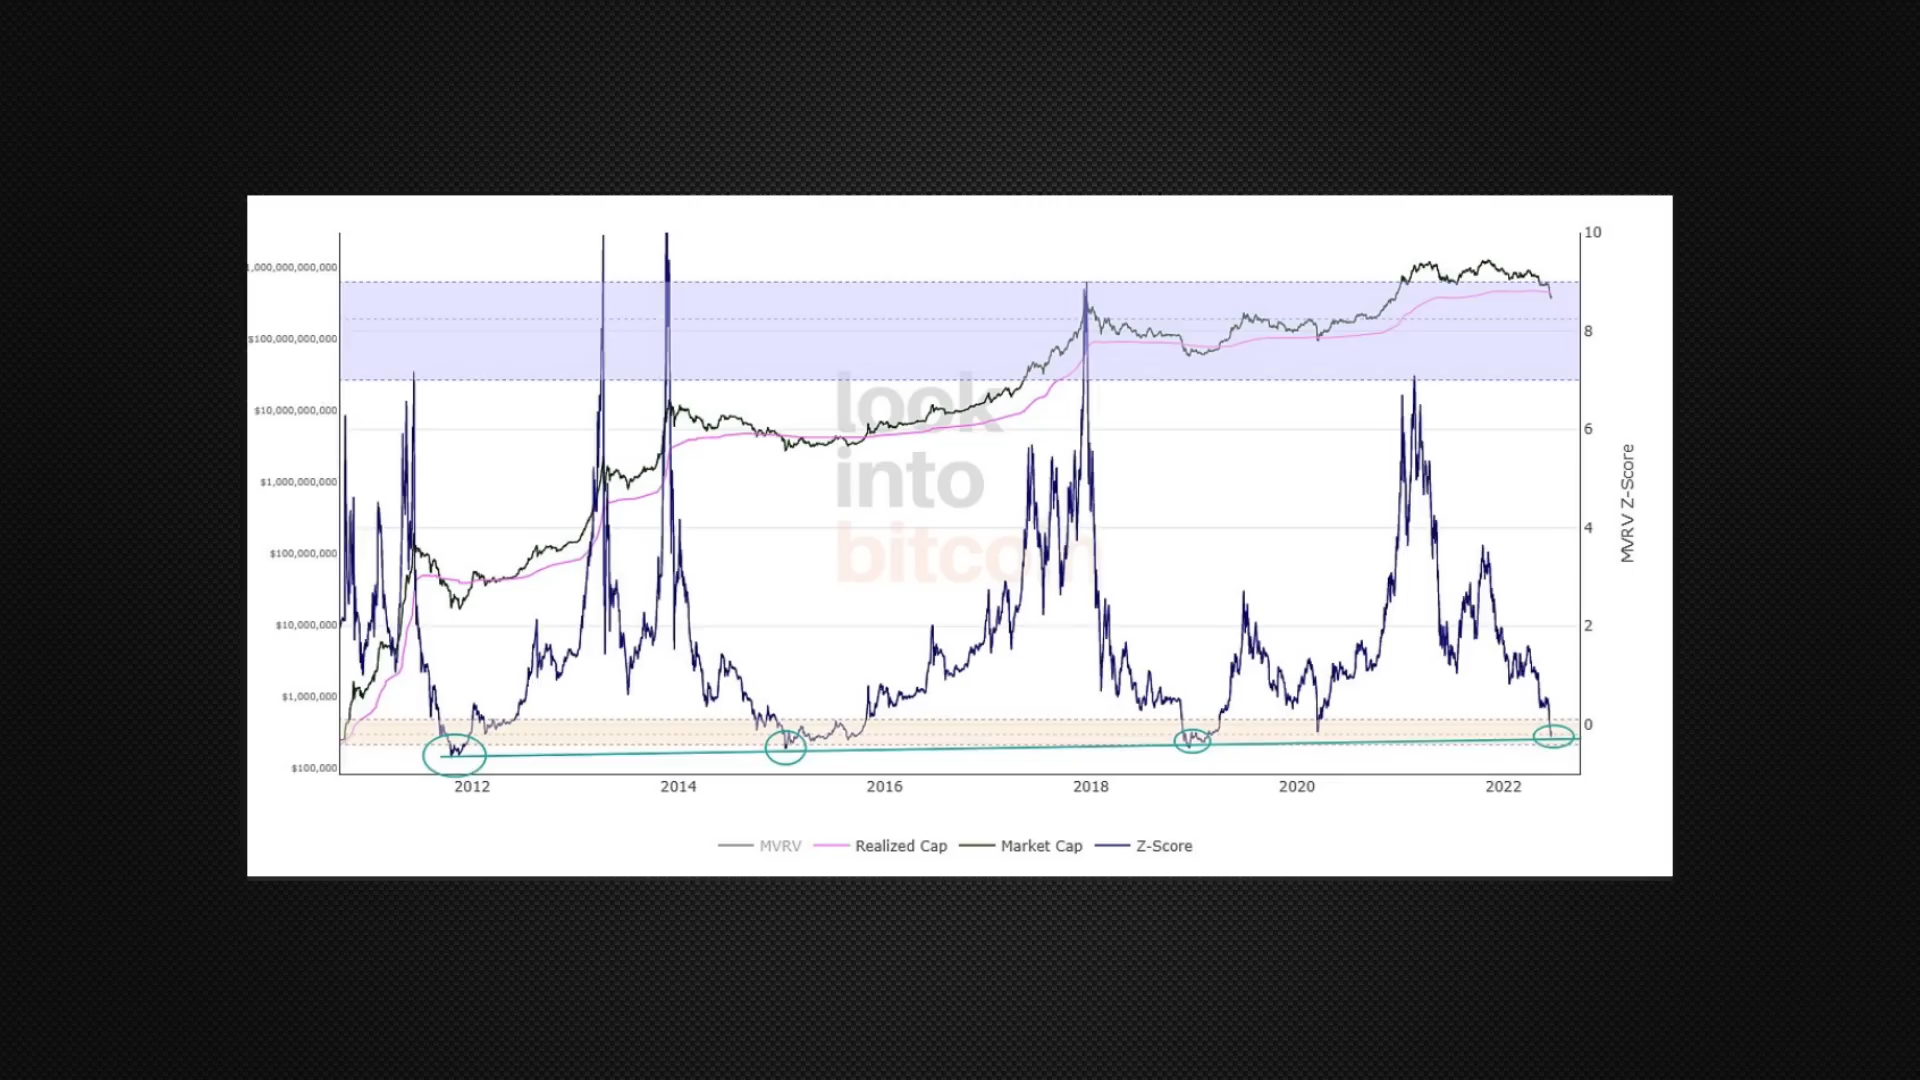 10
1,000,000,000,000
8
$100,000,000,000
$10,000,000,000
6
$1,000,000,000
4
$100,000,000
$10,000,000
2
$1,000,000
0
$100,000
MVRV Z-Score
look
into
bitcoin
2012 2014 2016 2018 2020 2022
MVRV Realized Cap Market Cap Z-Score